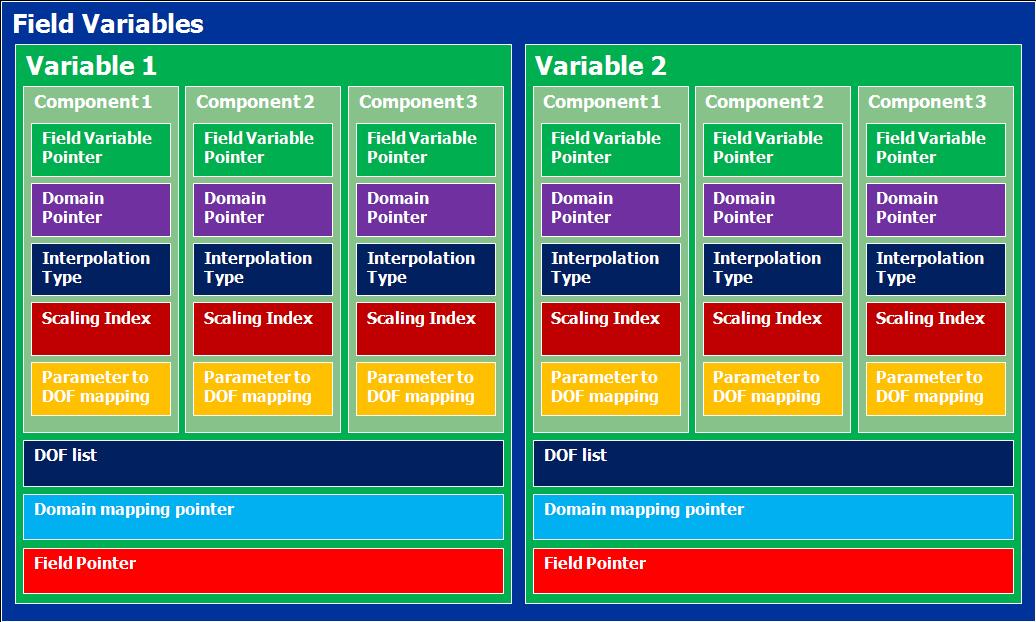 Field Variables
Variable 1
Component 1
Field Variable
Pointer
Domain
Pointer
Interpolation
Type
Scaling Index
Parameter to
DOF mapping
Component 2
Field Variable
Pointer
Domain
Pointer
Interpolation
Type
Scaling Index
Parameter to
DOF mapping
Component 3
Field Variable
Pointer
Domain
Pointer
Interpolation
Type
Scaling Index
Parameter to
DOF mapping
DOF list
Domain mapping pointer
Field Pointer
Variable 2
Component 1
Field Variable
Pointer
Domain
Pointer
Interpolation
Type
Scaling Index
Parameter to
DOF mapping
Component 2
Field Variable
Pointer
Domain
Pointer
Interpolation
Type
Scaling Index
Parameter to
DOF mapping
Component 3
Field Variable
Pointer
Domain
Pointer
Interpolation
Type
Scaling Index
Parameter to
DOF mapping
DOF list
Domain mapping pointer
Field Pointer